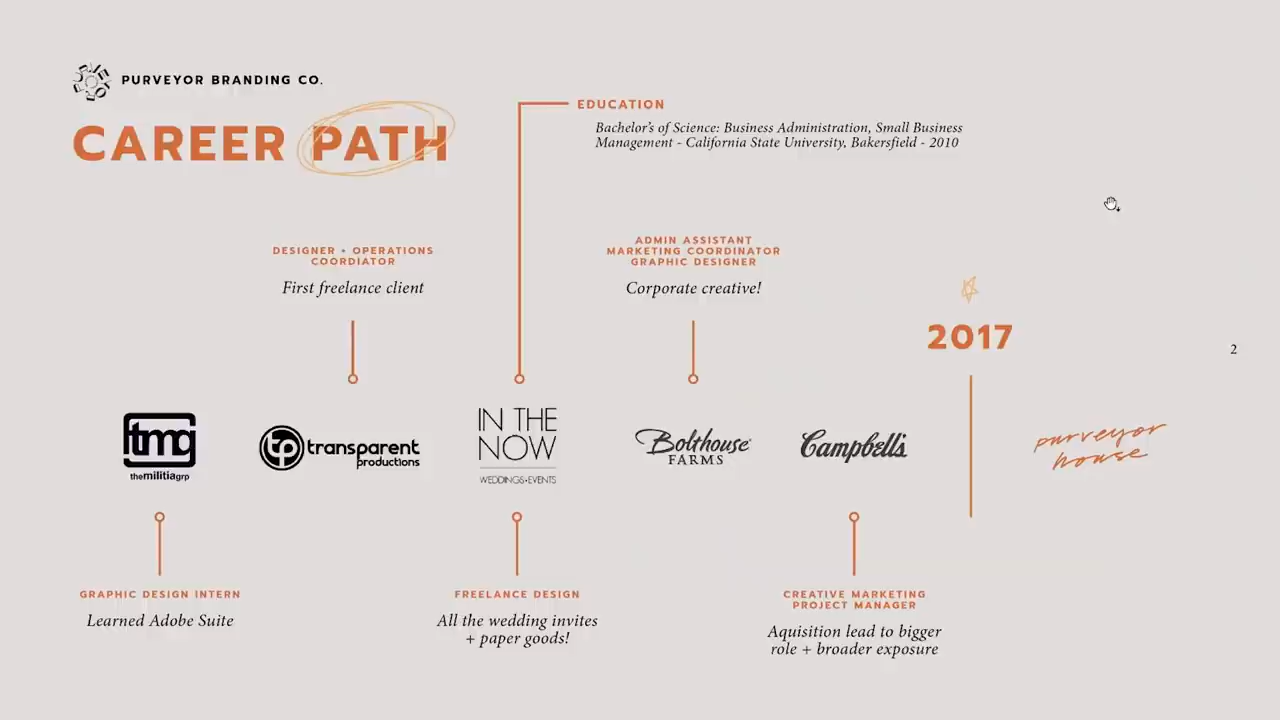 PURVEYOR BRANDING CO.
CAREER PATH
EDUCATION
Bachelor's of Science: Business Administration, Small Business
Management - California State University, Bakersfield - 2010
DESIGNER + OPERATIONS
COORDIATOR
First freelance client
ADMIN ASSISTANT
MARKETING COORDINATOR
GRAPHIC DESIGNER
Corporate creative!
2017
2
tmg
themilitiagrp
tp transparent
productions
IN THE
NOW
WEDDINGS•EVENTS
Bolthouse
FARMS
Campbell's
purveyor
house
GRAPHIC DESIGN INTERN
Learned Adobe Suite
FREELANCE DESIGN
All the wedding invites
+ paper goods!
CREATIVE MARKETING
PROJECT MANAGER
Aquisition lead to bigger
role + broader exposure